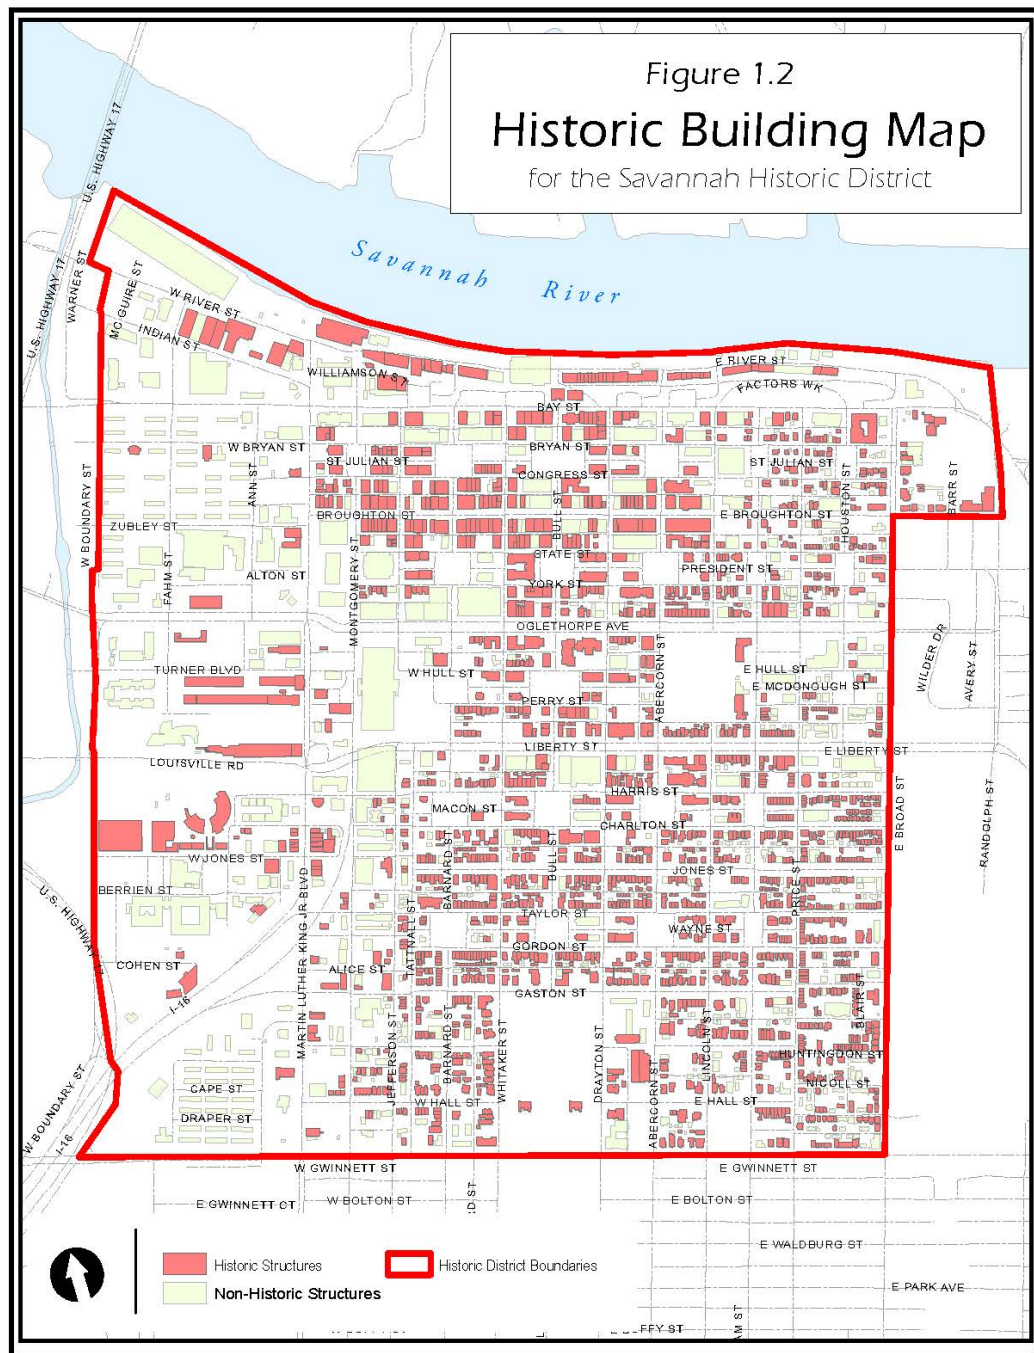 Figure 1.2
Historic Building Map
for the Savannah Historic District
U.S. HIGHWAY 17
Savannah River
U.S. HIGHWAY 17
WARNER ST
MC GUIRE ST
W RIVER ST
INDIAN ST
WILLIAMSON ST
E RIVER ST
FACTORS WK
BAY ST
W BRYAN ST
BRYAN ST
ST JULIAN ST
ST JULIAN ST
CONGRESS ST
ANN ST
BULL ST
HOUSTON ST
BARR ST
W BOUNDARY ST
ZUBLEY ST
BROUGHTON ST
E BROUGHTON ST
STATE ST
FAHM ST
ALTON ST
MONTGOMERY ST
YORK ST
PRESIDENT ST
OGLETHORPE AVE
WILDER DR
AVERY ST
TURNER BLVD
W HULL ST
ABERCORN ST
E HULL ST
E MCDONOUGH ST
PERRY ST
LIBERTY ST
E LIBERTY ST
LOUISVILLE RD
HARRIS ST
MACON ST
CHARLTON ST
E BROAD ST
RANDOLPH ST
W JONES ST
BARNARD ST
BULL ST
JONES ST
BERRIEN ST
U.S. HIGHWAY
PRICE ST
TAYLOR ST
WAYNE ST
MARTIN LUTHER KING JR BLVD
TATTNALL ST
GORDON ST
COHEN ST
ALICE ST
I-16
GASTON ST
BLAIR ST
JEFFERSON ST
BARNARD ST
WHITAKER ST
DRAYTON ST
LINCOLN ST
HUNTINGDON ST
W BOUNDARY ST
CAPE ST
NICOLL ST
W HALL ST
E HALL ST
ABERCORN ST
DRAPER ST
I-16
W GWINNETT ST
E GWINNETT ST
E GWINNETT CT
W BOLTON ST
RD ST
E BOLTON ST
E WALDBURG ST
E PARK AVE
Historic Structures
Historic District Boundaries
Non-Historic Structures
FFY ST
AM ST